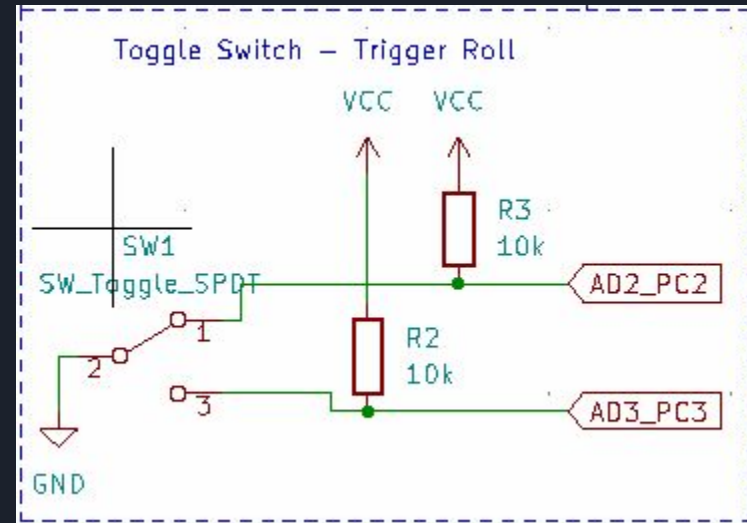 Toggle Switch – Trigger Roll
VCC VCC
R3
10k
SW1
SW_Toggle_SPDT
AD2_PC2
1
R2
10k
2
3
AD3_PC3
GND